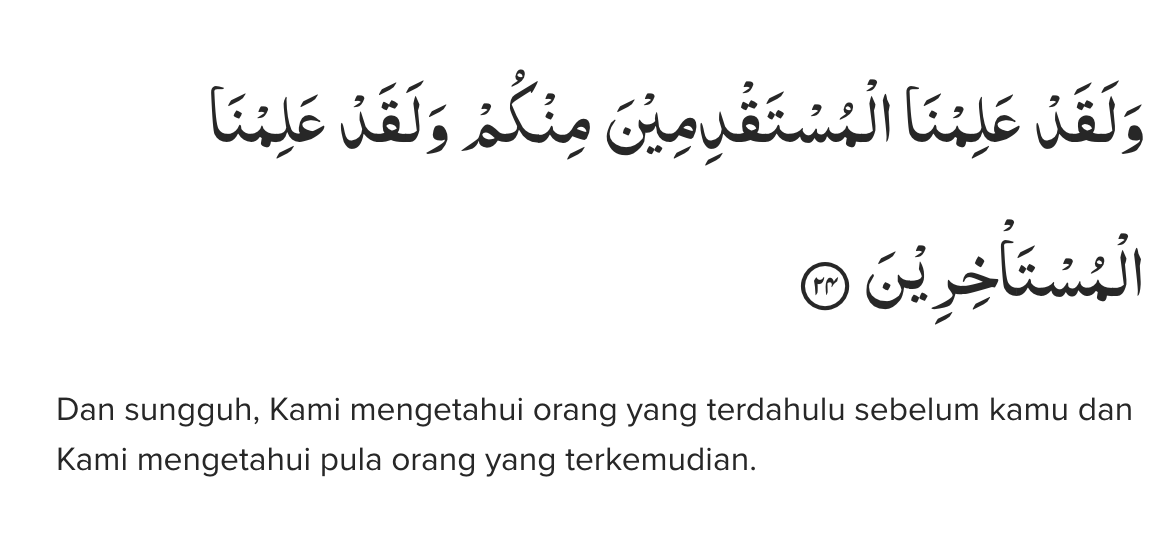 وَلَقَدْ عَلِمْنَا الْمُسْتَقْدِمِيْنَ مِنْكُمْ وَلَقَدْ عَلِمْنَا
الْمُسْتَأْخِرِيْنَ ٢٤
Dan sungguh, Kami mengetahui orang yang terdahulu sebelum kamu dan
Kami mengetahui pula orang yang terkemudian.